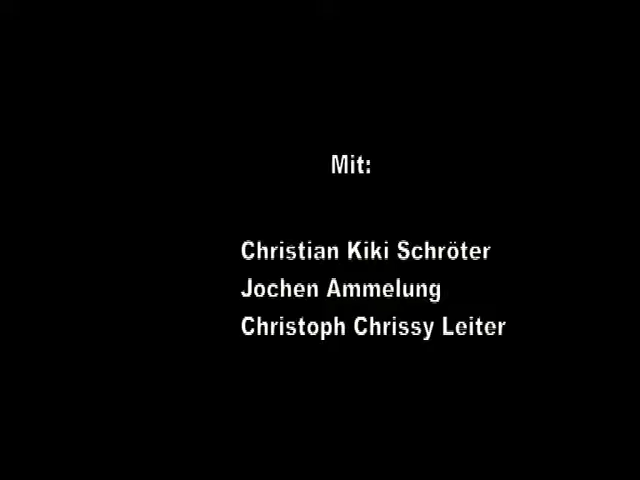 Mit:
Christian Kiki Schröter
Jochen Ammelung
Christoph Chrissy Leiter